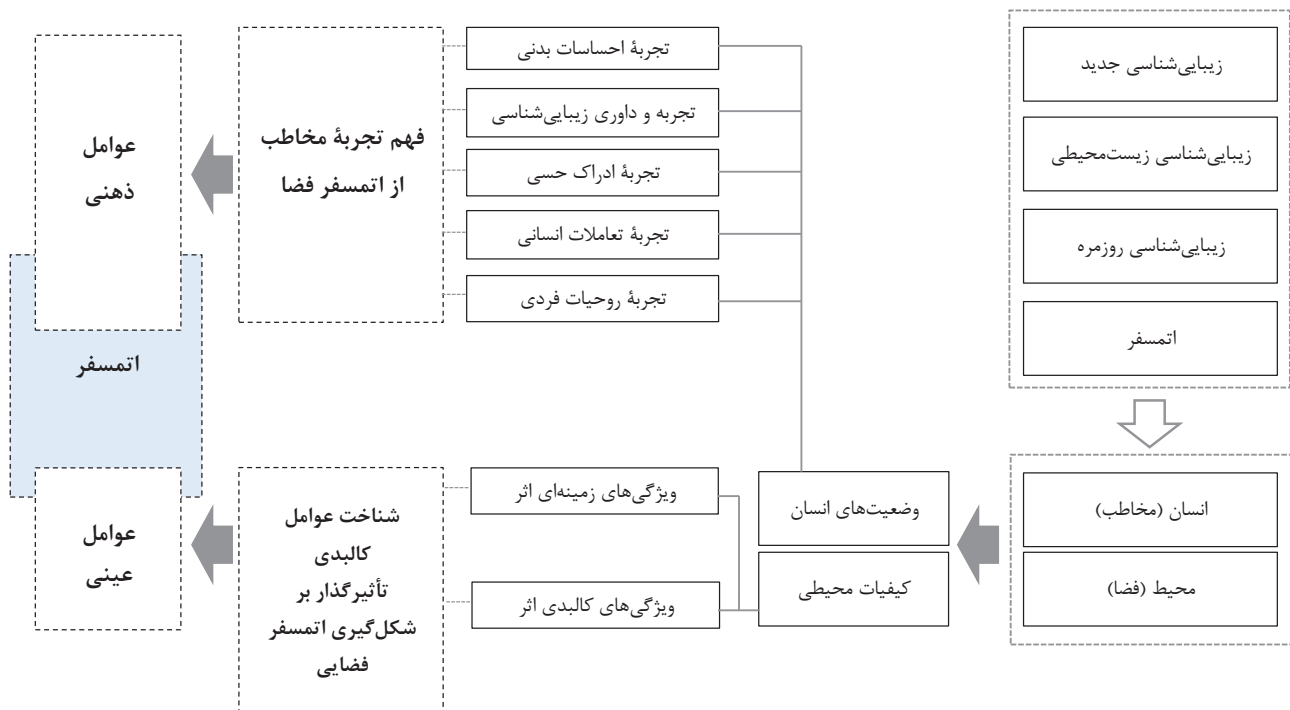 زیبایی‌شناسی جدید
زیبایی‌شناسی زیست‌محیطی
زیبایی‌شناسی روزمره
اتمسفر
انسان (مخاطب)
محیط (فضا)
وضعیت‌های انسان
کیفیات محیطی
تجربهٔ احساسات بدنی
تجربه و داوری زیبایی‌شناسی
تجربهٔ ادراک حسی
تجربهٔ تعاملات انسانی
تجربهٔ روحیات فردی
ویژگی‌های زمینه‌ای اثر
ویژگی‌های کالبدی اثر
فهم تجربهٔ مخاطب
از اتمسفر فضا
شناخت عوامل
کالبدی
تأثیرگذار بر
شکل‌گیری اتمسفر
فضایی
عوامل
ذهنی
اتمسفر
عوامل
عینی